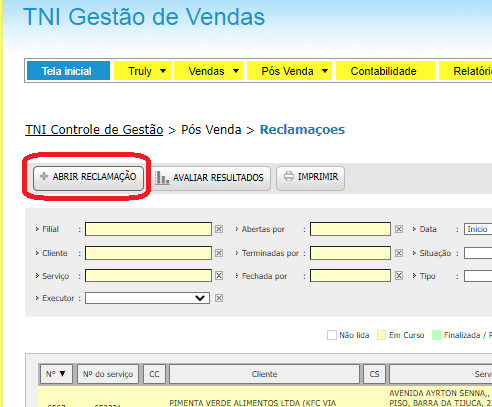 TNI Gestão de Vendas
Tela inicial Truly Vendas Pós Venda Contabilidade Relatóri
TNI Controle de Gestão > Pós Venda > Reclamaçoes
ABRIR RECLAMAÇÃO AVALIAR RESULTADOS IMPRIMIR
Filial : Abertas por : Data : Inicio
Cliente : Terminadas por : Situação :
Serviço : Fechada por : Tipo :
Executor :
Não lida Em Curso Finalizada / P
Nº ▼ Nº do serviço CC Cliente CS Servi
AVENIDA AYRTON SENNA,,
PIMENTA VERDE ALIMENTOS LTDA (KFC VIA PISO, BARRA DA TIJUCA, 2